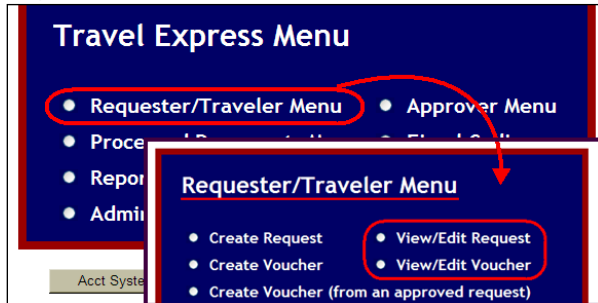 Travel Express Menu
Requester/Traveler Menu Approver Menu
Requester/Traveler Menu
Create Request View/Edit Request
Create Voucher View/Edit Voucher
Acct Syste
Create Voucher (from an approved request)